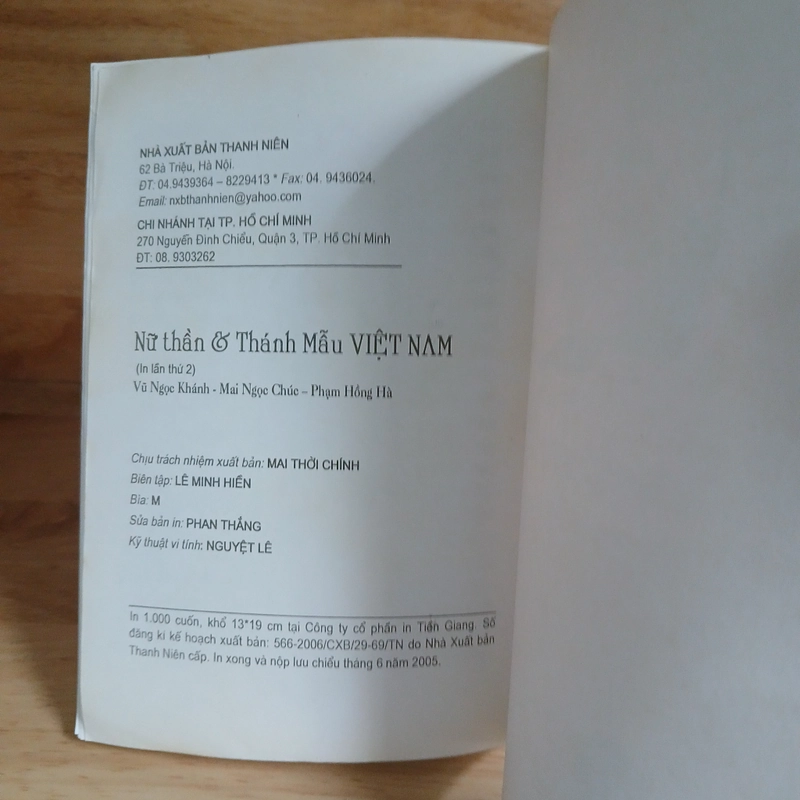 NHÀ XUẤT BẢN THANH NIÊN
62 Bà Triệu, Hà Nội.
ĐT: 04.9439364 – 8229413 * Fax: 04. 9436024.
Email: nxbthanhnien@yahoo.com
CHI NHÁNH TẠI TP. HỒ CHÍ MINH
270 Nguyễn Đình Chiểu, Quận 3, TP. Hồ Chí Minh
ĐT: 08. 9303262
Nữ thần & Thánh Mẫu VIỆT NAM
(In lần thứ 2)
Vũ Ngọc Khánh - Mai Ngọc Chúc – Phạm Hồng Hà
Chịu trách nhiệm xuất bản: MAI THỜI CHÍNH
Biên tập: LÊ MINH HIỀN
Bìa: M
Sửa bản in: PHAN THẮNG
Kỹ thuật vi tính: NGUYỆT LÊ
In 1.000 cuốn, khổ 13*19 cm tại Công ty cổ phần in Tiền Giang. Số
đăng kí kế hoạch xuất bản: 566-2006/CXB/29-69/TN do Nhà Xuất bản
Thanh Niên cấp. In xong và nộp lưu chiểu tháng 6 năm 2005.